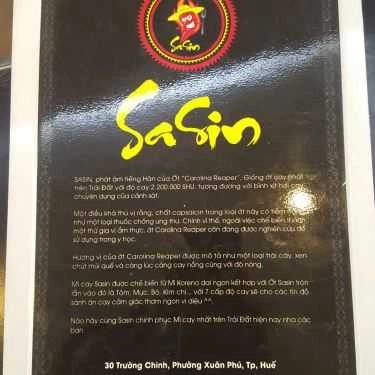 SaSin
SaSin
SASIN, phát âm tiếng Hàn của Ớt "Carolina Reaper". Giống ớt cay nhất
trên Trái Đất với độ cay 2.200.000 SHU, tương đương với bình xịt hơi cay
chuyên dụng của cảnh sát.
Một điều khá thú vị rằng, chất capsaicin trong loại ớt này có tiềm năng
như một loại thuốc chống ung thư. Chính vì thế, ngoài việc chế biến thành
một thứ gia vị ẩm thực, ớt Carolina Reaper còn đang được nghiên cứu để
sử dụng trong y học.
Hương vị của ớt Carolina Reaper được mô tả như một loại trái cây, xen
chút mùi quế và càng lúc càng cay nồng cùng với độ nóng.
Mì cay Sasin được chế biến từ Mì Koreno dai ngon kết hợp với Ớt Sasin trộn
lẫn vào đó là Tôm, Mực, Bò, Kim chi... với 7 cấp độ cay sẽ cho các tín đồ
sành ăn cay cảm giác thơm ngon vi diệu ^^.
Nào hãy cùng Sasin chinh phục Mì cay nhất trên Trái Đất hiện nay nhé các
bạn
30 Trường Chinh, Phường Xuân Phú, Tp, Huế